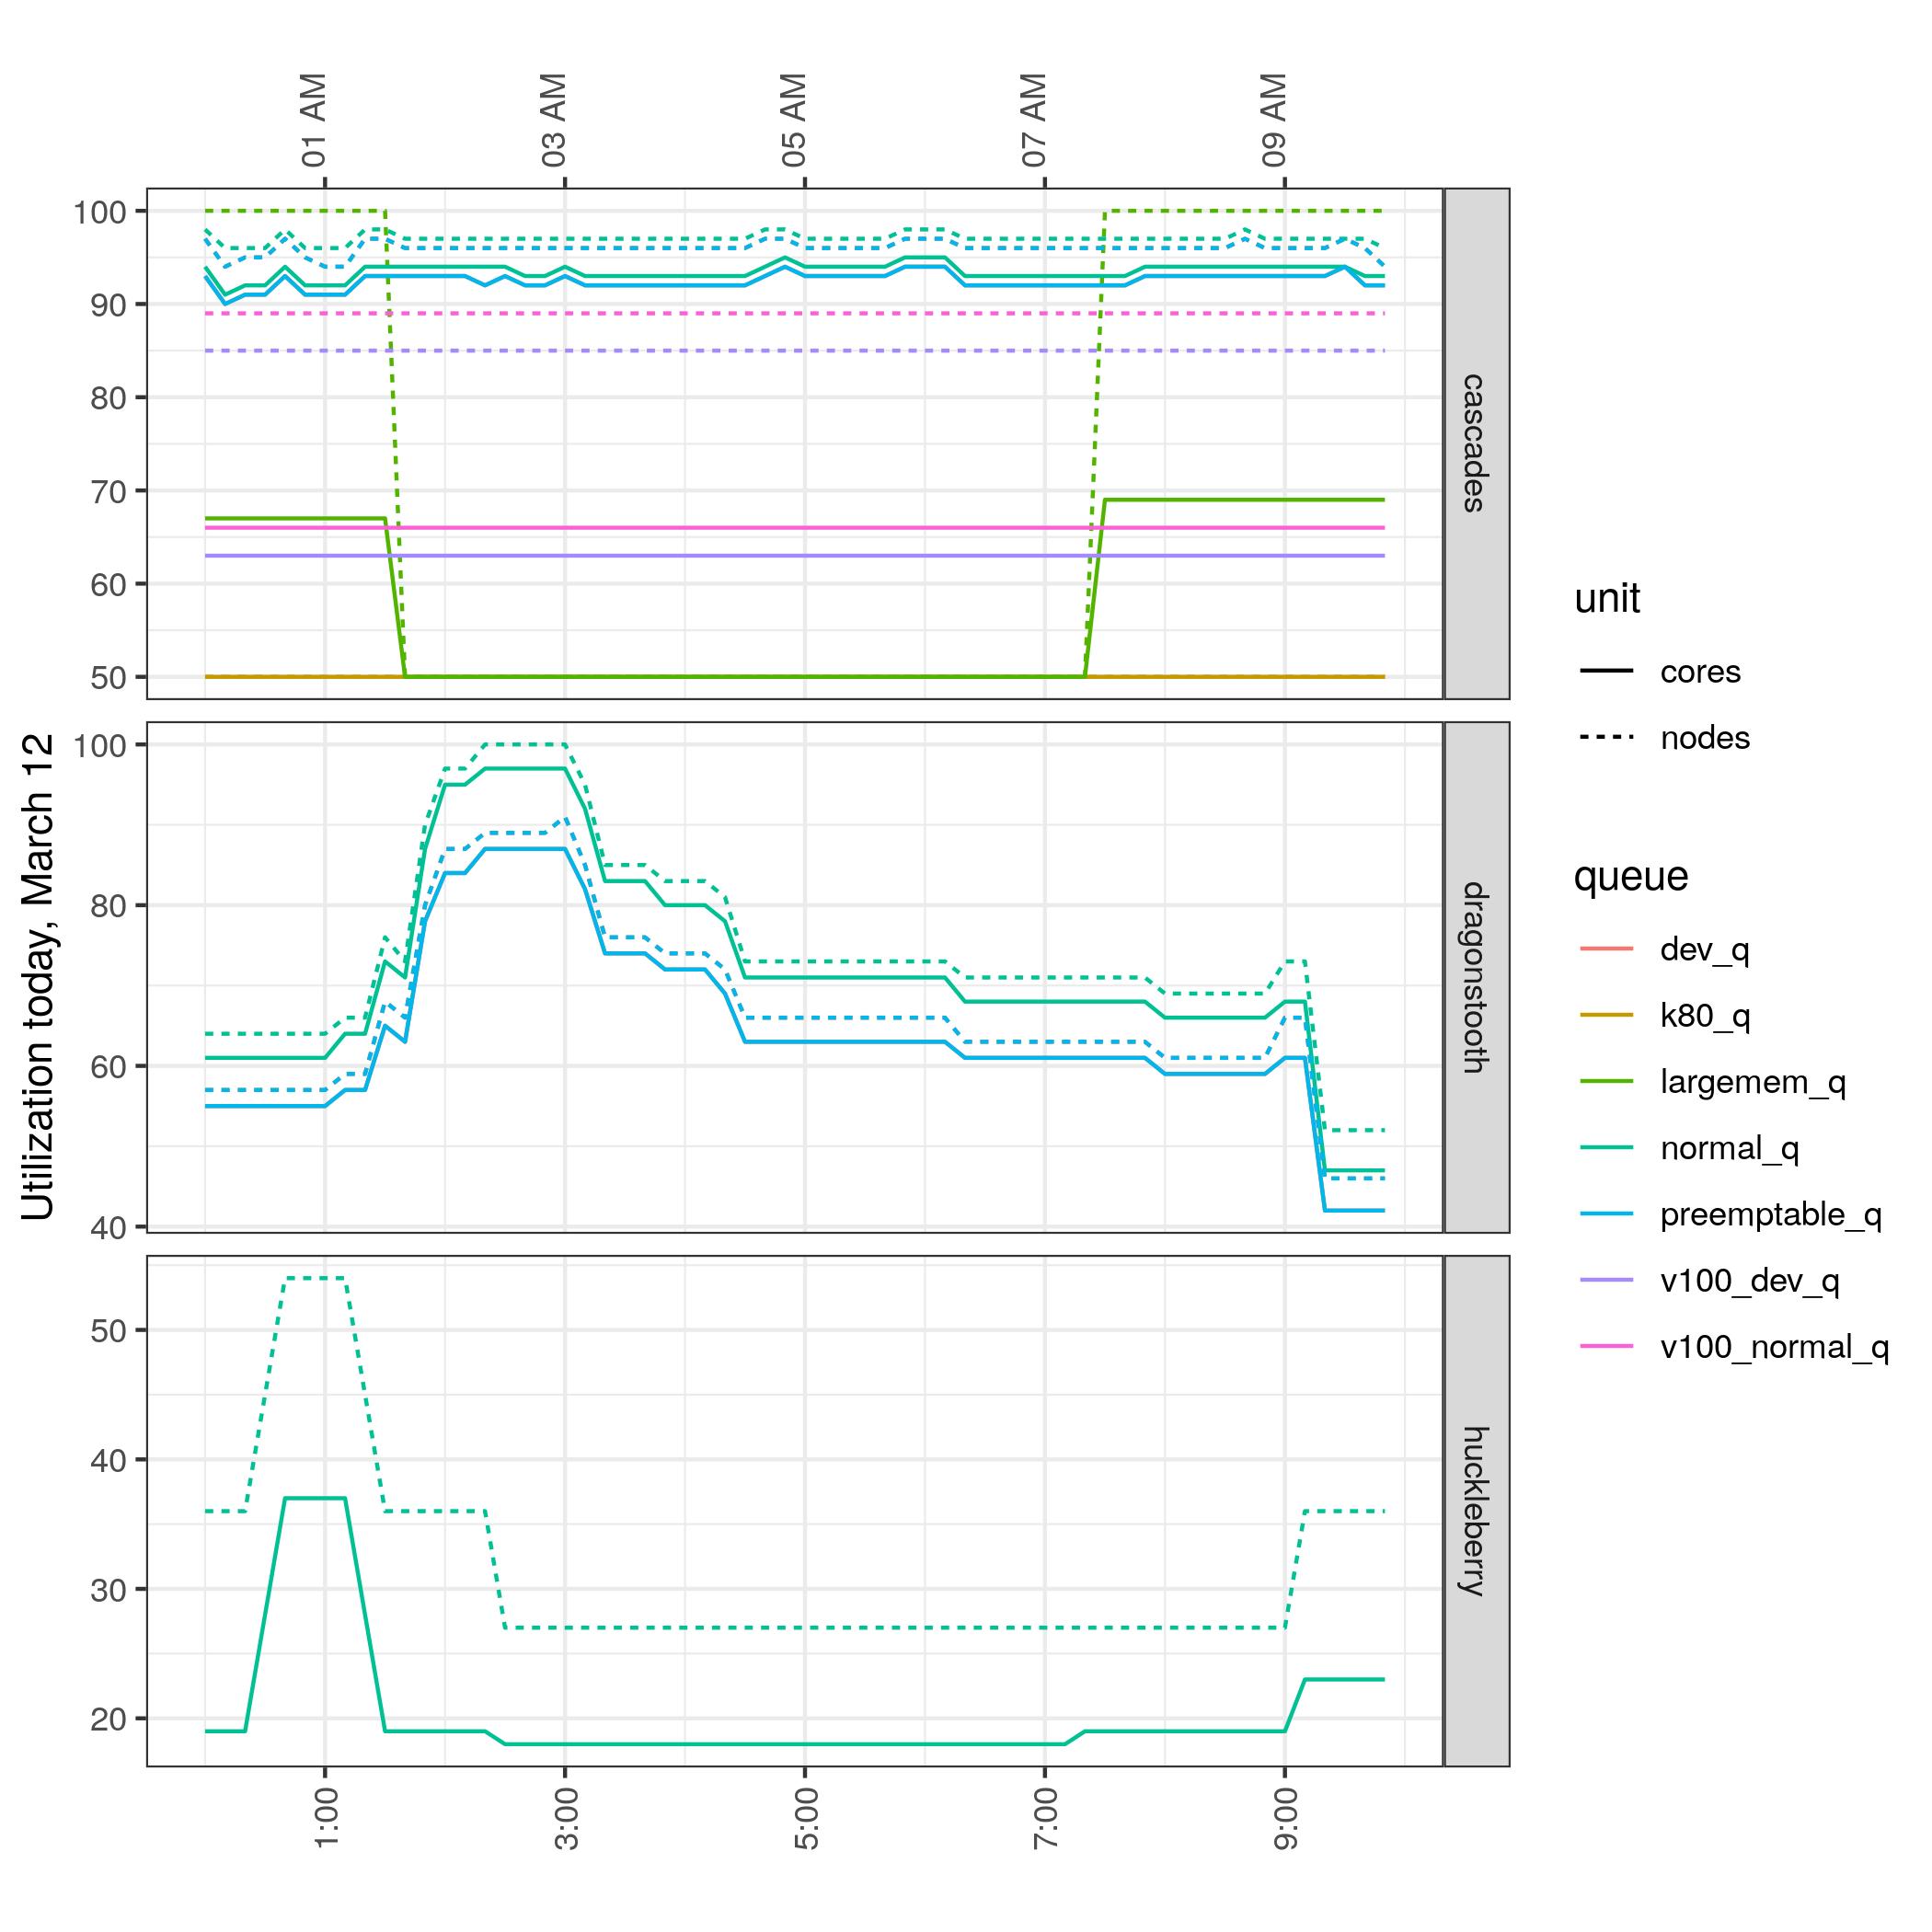 01 AM
03 AM
05 AM
07 AM
09 AM
100
90
80
70
60
50
cascades
100
80
60
40
dragonstooth
50
40
30
20
huckleberry
1:00
3:00
5:00
7:00
9:00
Utilization today, March 12
unit
cores
nodes
queue
dev_q
k80_q
largemem_q
normal_q
preemptable_q
v100_dev_q
v100_normal_q